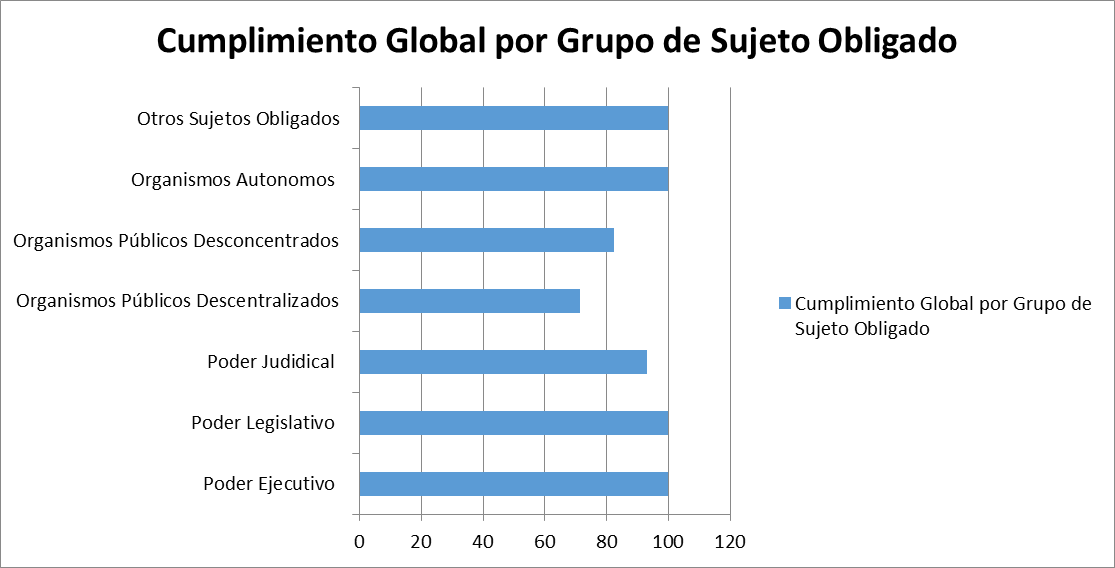 Cumplimiento Global por Grupo de Sujeto Obligado
Otros Sujetos Obligados
Organismos Autonomos
Organismos Públicos Desconcentrados
Organismos Públicos Descentralizados
Poder Judidical
Poder Legislativo
Poder Ejecutivo
0 20 40 60 80 100 120
Cumplimiento Global por Grupo de
Sujeto Obligado